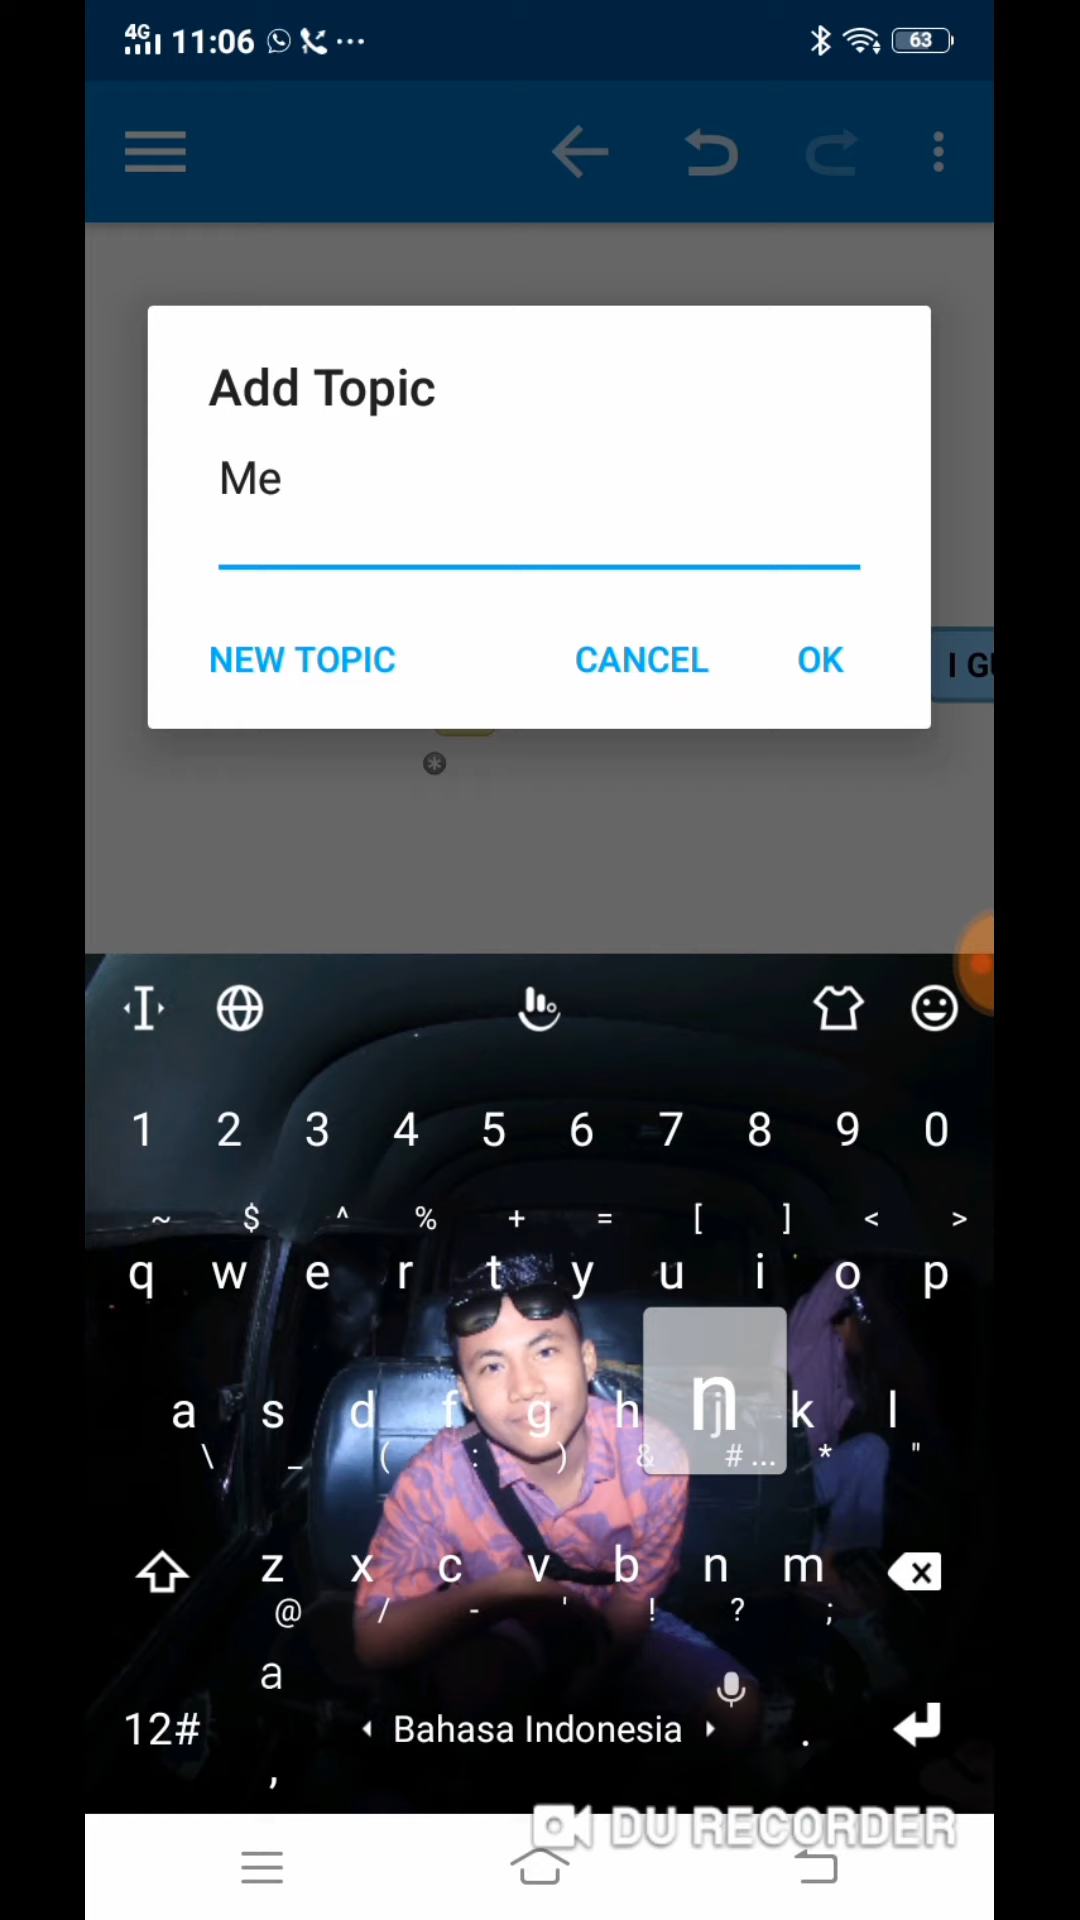 4G 11:06 63
Add Topic
Me
NEW TOPIC CANCEL OK
I G
1 2 3 4 5 6 7 8 9 0
~ $ ^ % + = [ ] < >
q w e r t y u i o p
a s d f g h j k l
n
\ _ ( : ) & # ... * "
z x c v b n m
@ / - ' ! ? ;
a
12# Bahasa Indonesia .
,
DU RECORDER